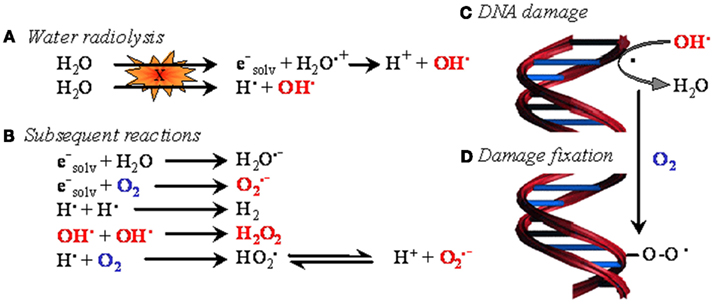 A Water radiolysis
H₂O → e⁻solv + H₂O•⁺ → H⁺ + OH•
X
H₂O → H• + OH•
B Subsequent reactions
e⁻solv + H₂O → H₂O•⁻
e⁻solv + O₂ → O₂•⁻
H• + H• → H₂
OH• + OH• → H₂O₂
H• + O₂ → HO₂• ⇌ H⁺ + O₂•⁻
C DNA damage
OH•
•
H₂O
O₂
D Damage fixation
-O-O•